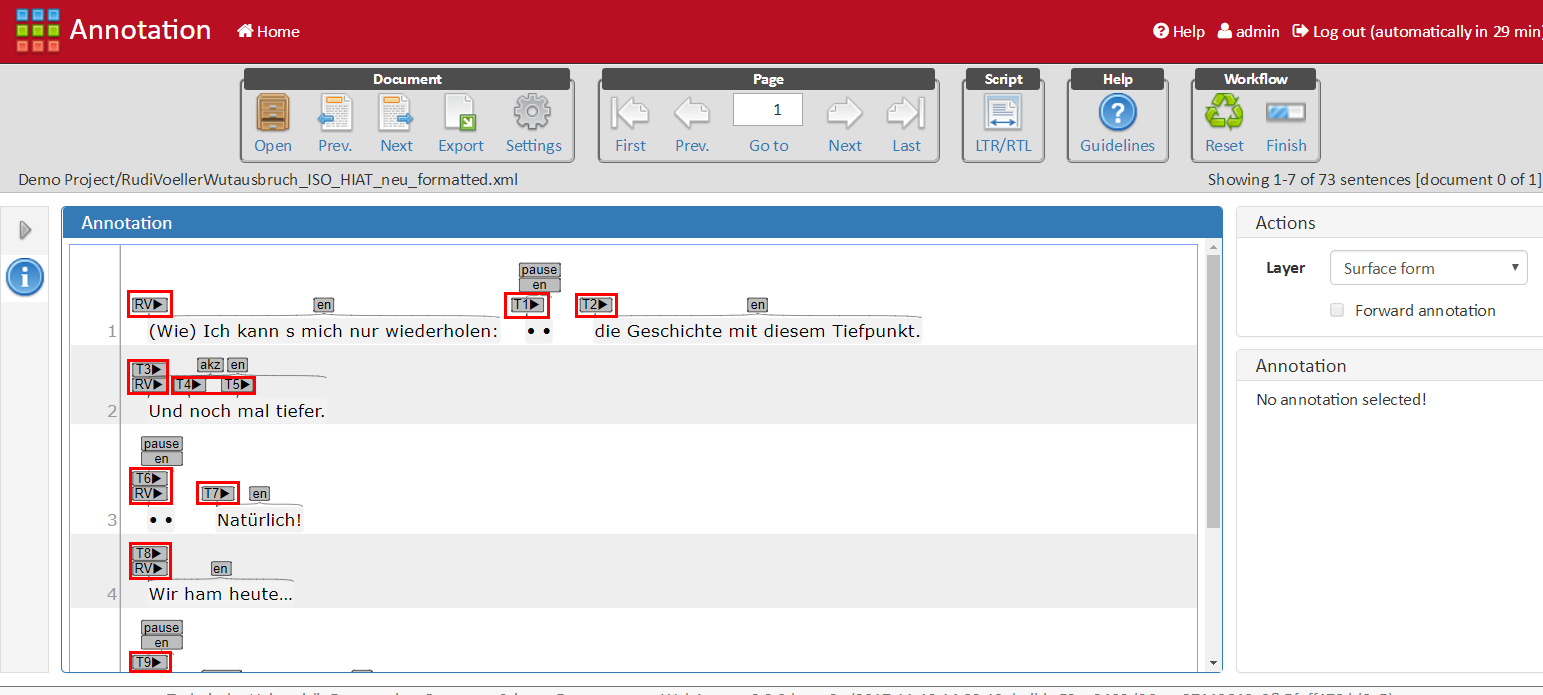 Annotation Home Help admin Log out (automatically in 29 min
Document Page Script Help Workflow
1
Open Prev. Next Export Settings First Prev. Go to Next Last LTR/RTL Guidelines Reset Finish
Demo Project/RudiVoellerWutausbruch_ISO_HIAT_neu_formatted.xml Showing 1-7 of 73 sentences [document 0 of 1]
Annotation
pause
en
RV▶ en T1▶ T2▶ en
1 (Wie) Ich kann s mich nur wiederholen: • • die Geschichte mit diesem Tiefpunkt.
T3▶ akz en
RV▶ T4▶ T5▶
2 Und noch mal tiefer.
pause
en
T6▶
RV▶ T7▶ en
3 • • Natürlich!
T8▶
RV▶ en
4 Wir ham heute…
pause
en
T9▶
Actions
Layer Surface form
Forward annotation
Annotation
No annotation selected!